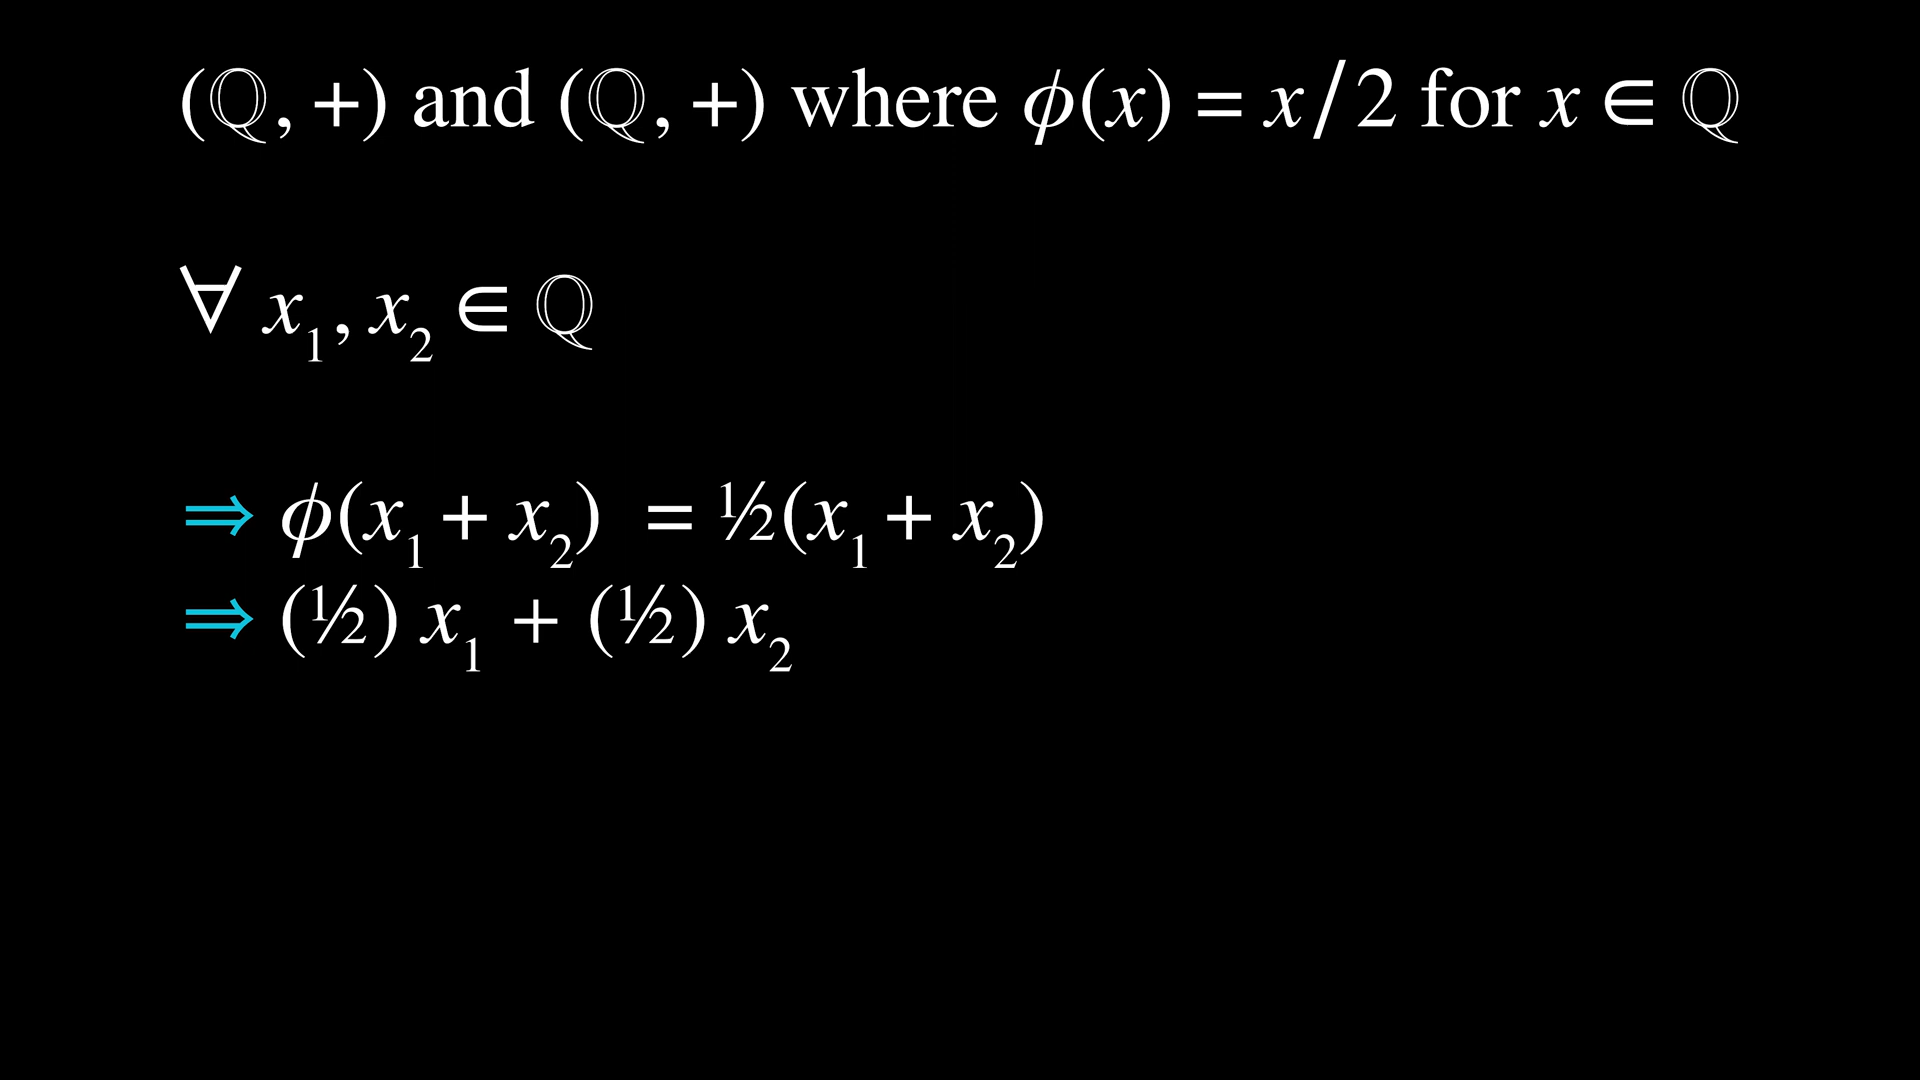 (ℚ, +) and (ℚ, +) where ϕ(x) = x/2 for x ∈ ℚ
∀ x₁, x₂ ∈ ℚ
⇒ ϕ(x₁ + x₂) = ½(x₁ + x₂)
⇒ (½) x₁ + (½) x₂